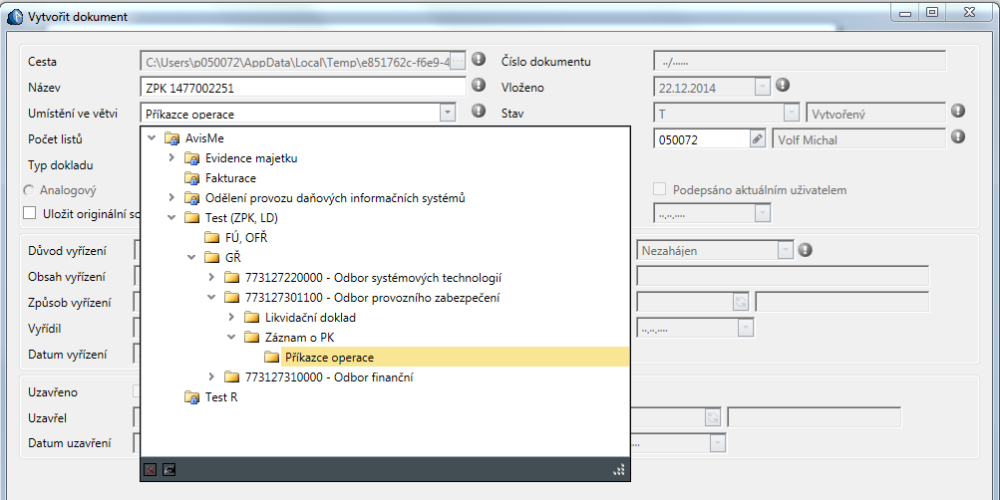 Vytvořit dokument
Cesta C:\Users\p050072\AppData\Local\Temp\e851762c-f6e9-4 ... Číslo dokumentu ../......
Název ZPK 1477002251 Vloženo 22.12.2014
Umístění ve větvi Příkazce operace Stav T Vytvořený
Počet listů 050072 Volf Michal
Typ dokladu
Analogový Podepsáno aktuálním uživatelem
Uložit originální so ..,..,....
AvisMe
Evidence majetku
Fakturace
Oddělení provozu daňových informačních systémů
Test (ZPK, LD)
FÚ, OFŘ
GŘ
773127220000 - Odbor systémových technologií
773127301100 - Odbor provozního zabezpečení
Likvidační doklad
Záznam o PK
Příkazce operace
773127310000 - Odbor finanční
Test R
Důvod vyřízení Nezahájen
Obsah vyřízení
Způsob vyřízení
Vyřídil ..,..,....
Datum vyřízení
Uzavřeno
Uzavřel
Datum uzavření